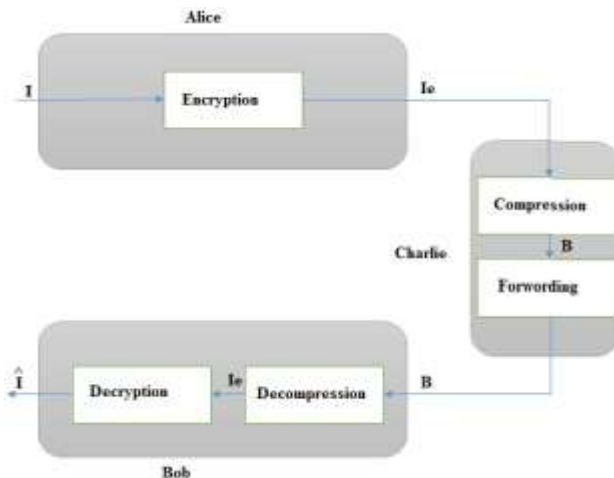 Alice
I
Encryption
Ie
Compression
B
Charlie
Forwording
^
I
Decryption
Ie
Decompression
B
Bob